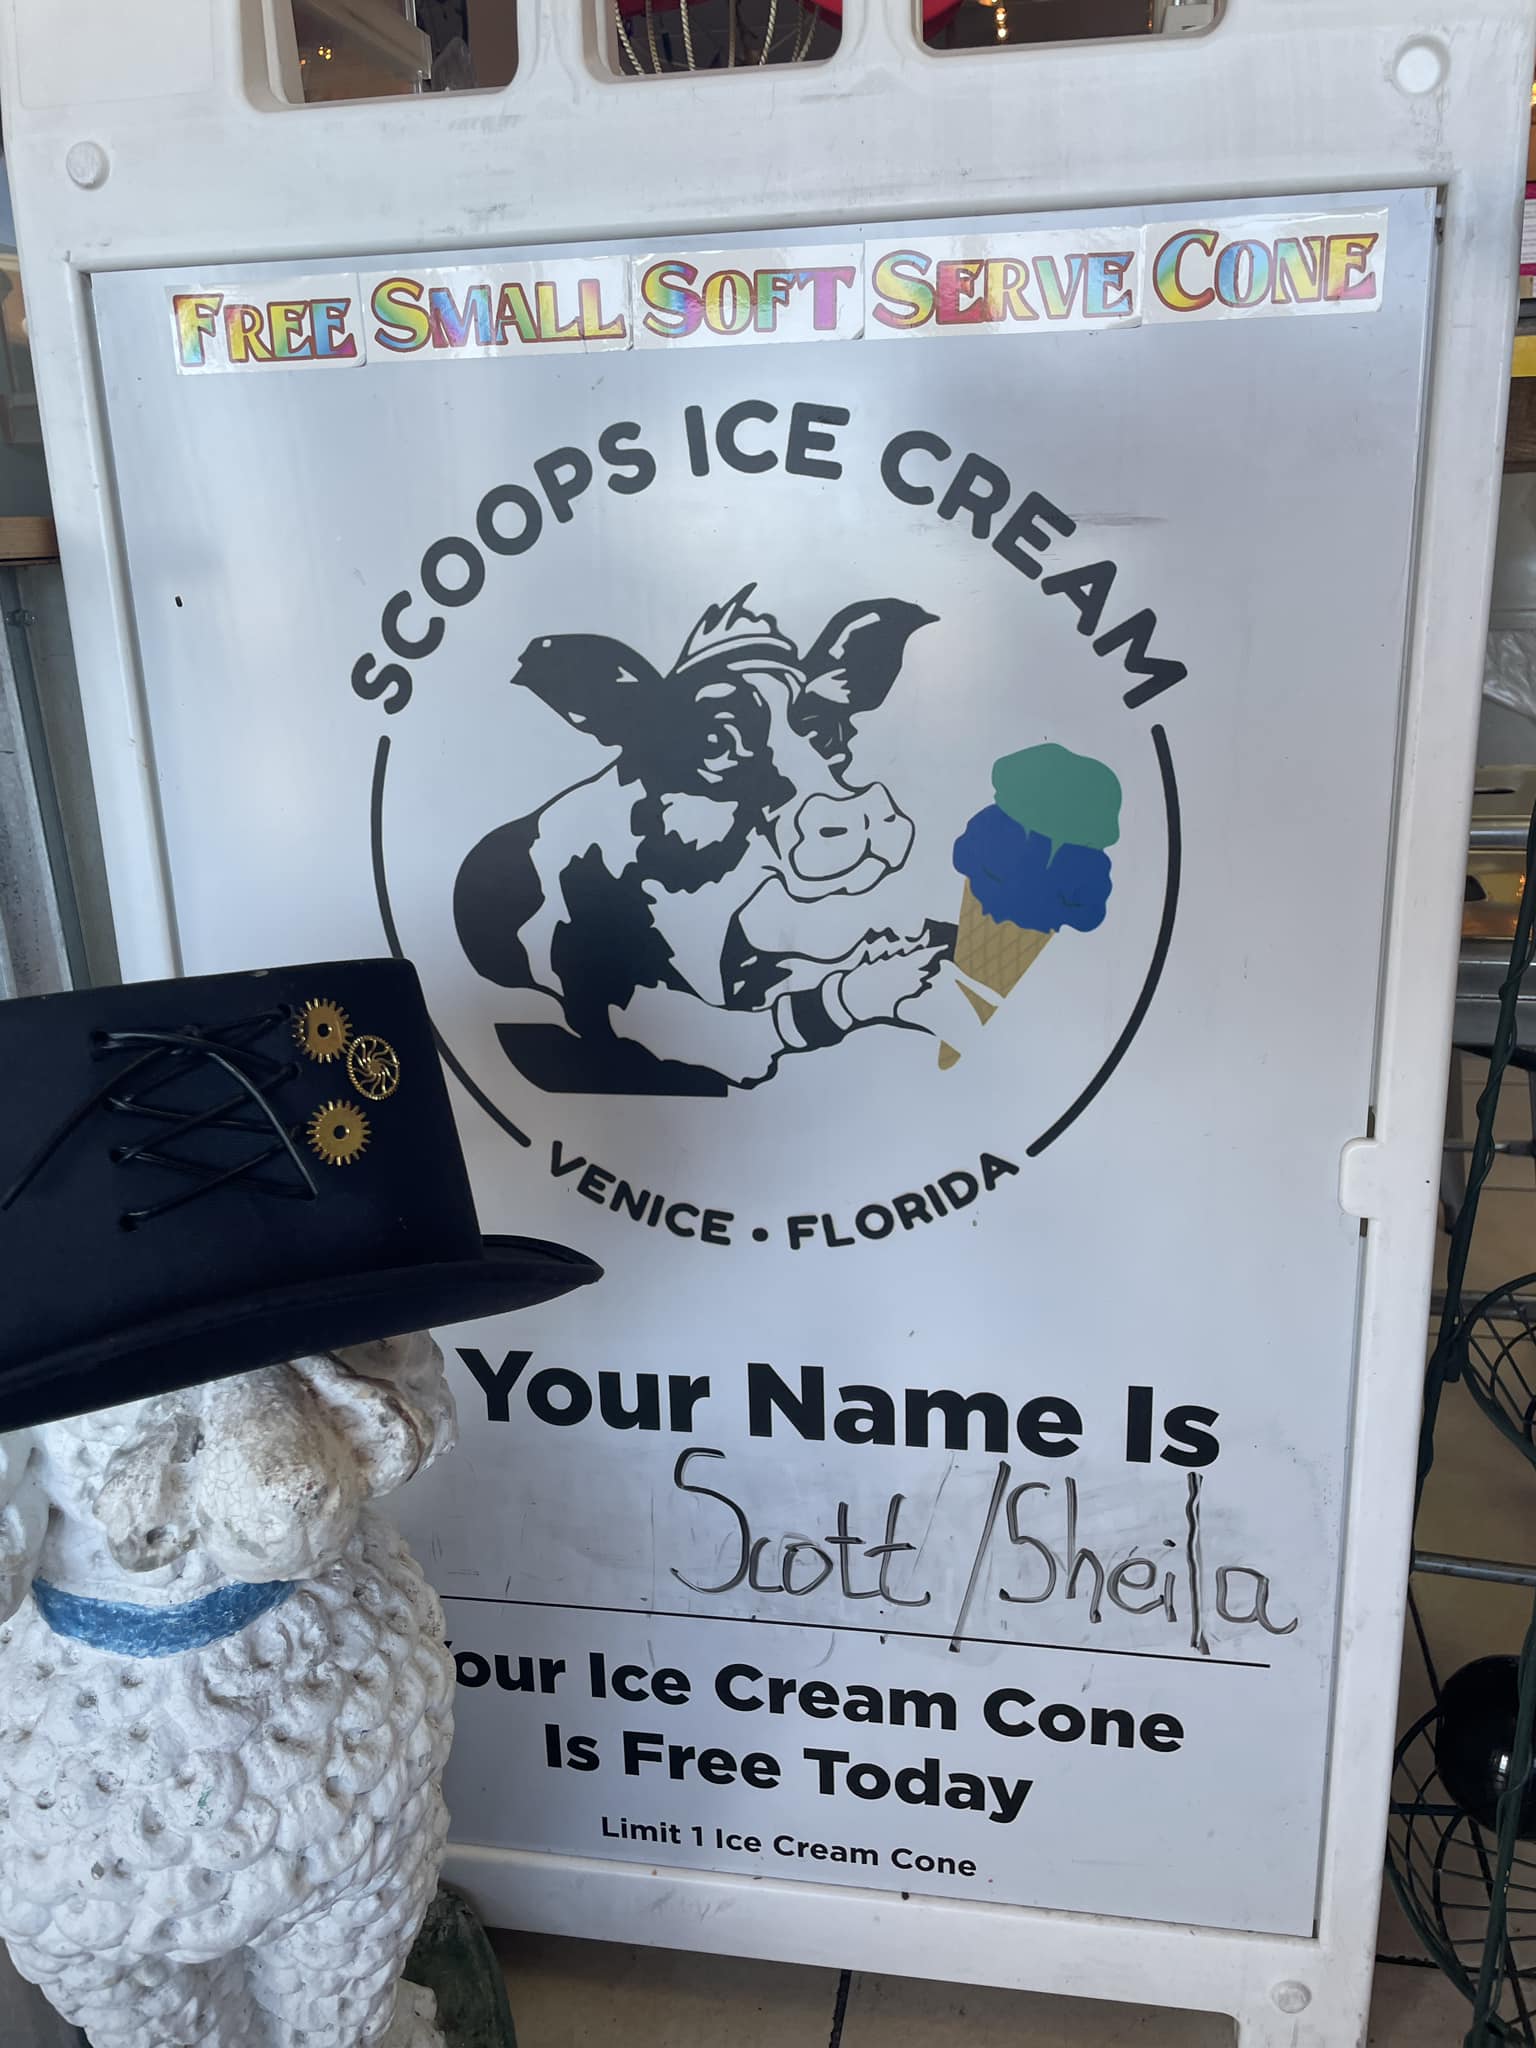 FREE SMALL SOFT SERVE CONE
SCOOPS ICE CREAM
VENICE • FLORIDA
Your Name Is
Scott/Sheila
our Ice Cream Cone
Is Free Today
Limit 1 Ice Cream Cone